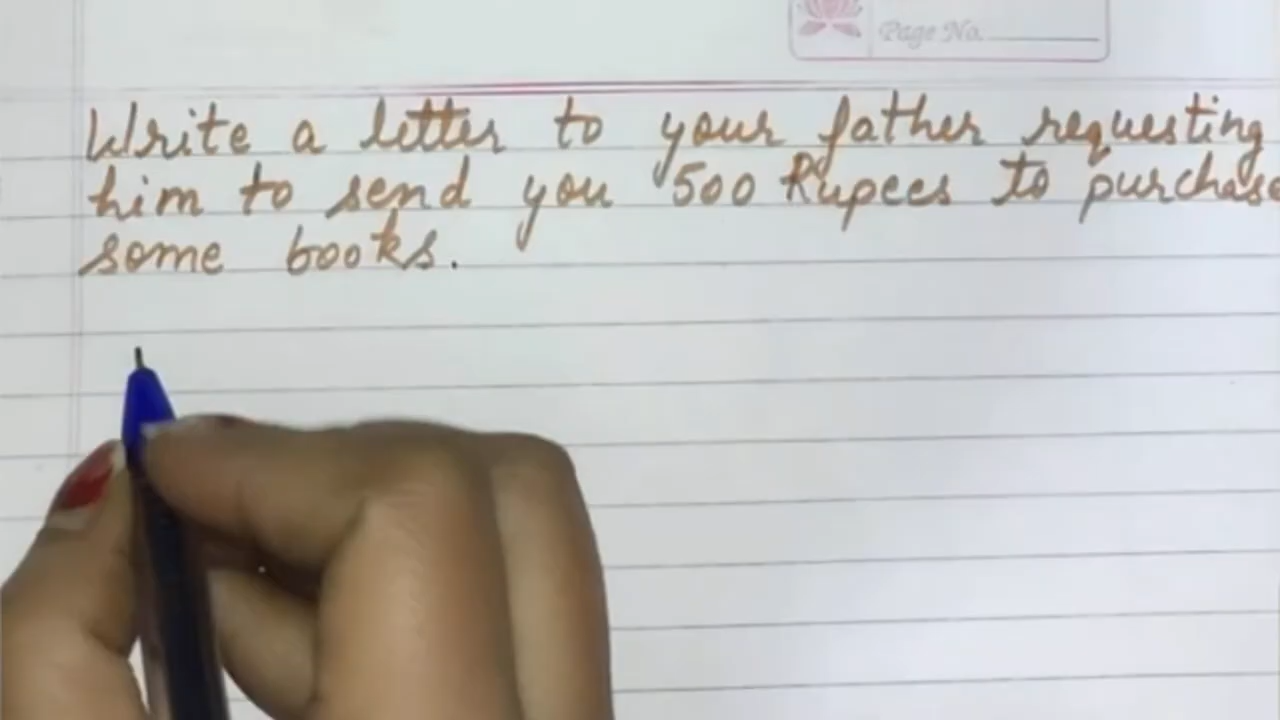 Page No.
Write a letter to your father requesting
him to send you 500 Rupees to purchase
some books.